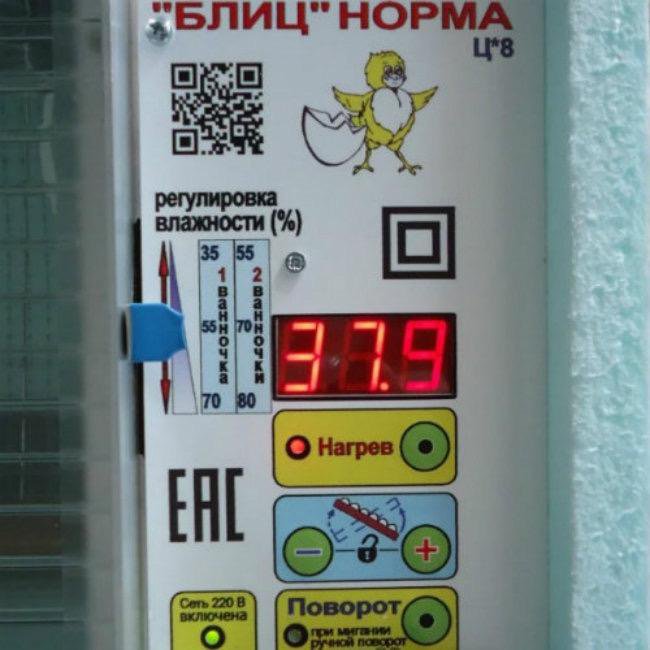 "БЛИЦ" НОРМА
Ц*8
регулировка
влажности (%)
35 55
1 ванночка
2 ванночки
55 70
70 80
37.9
Нагрев
EAC
− +
Сеть 220 В
включена
Поворот
при мигании
ручной поворот